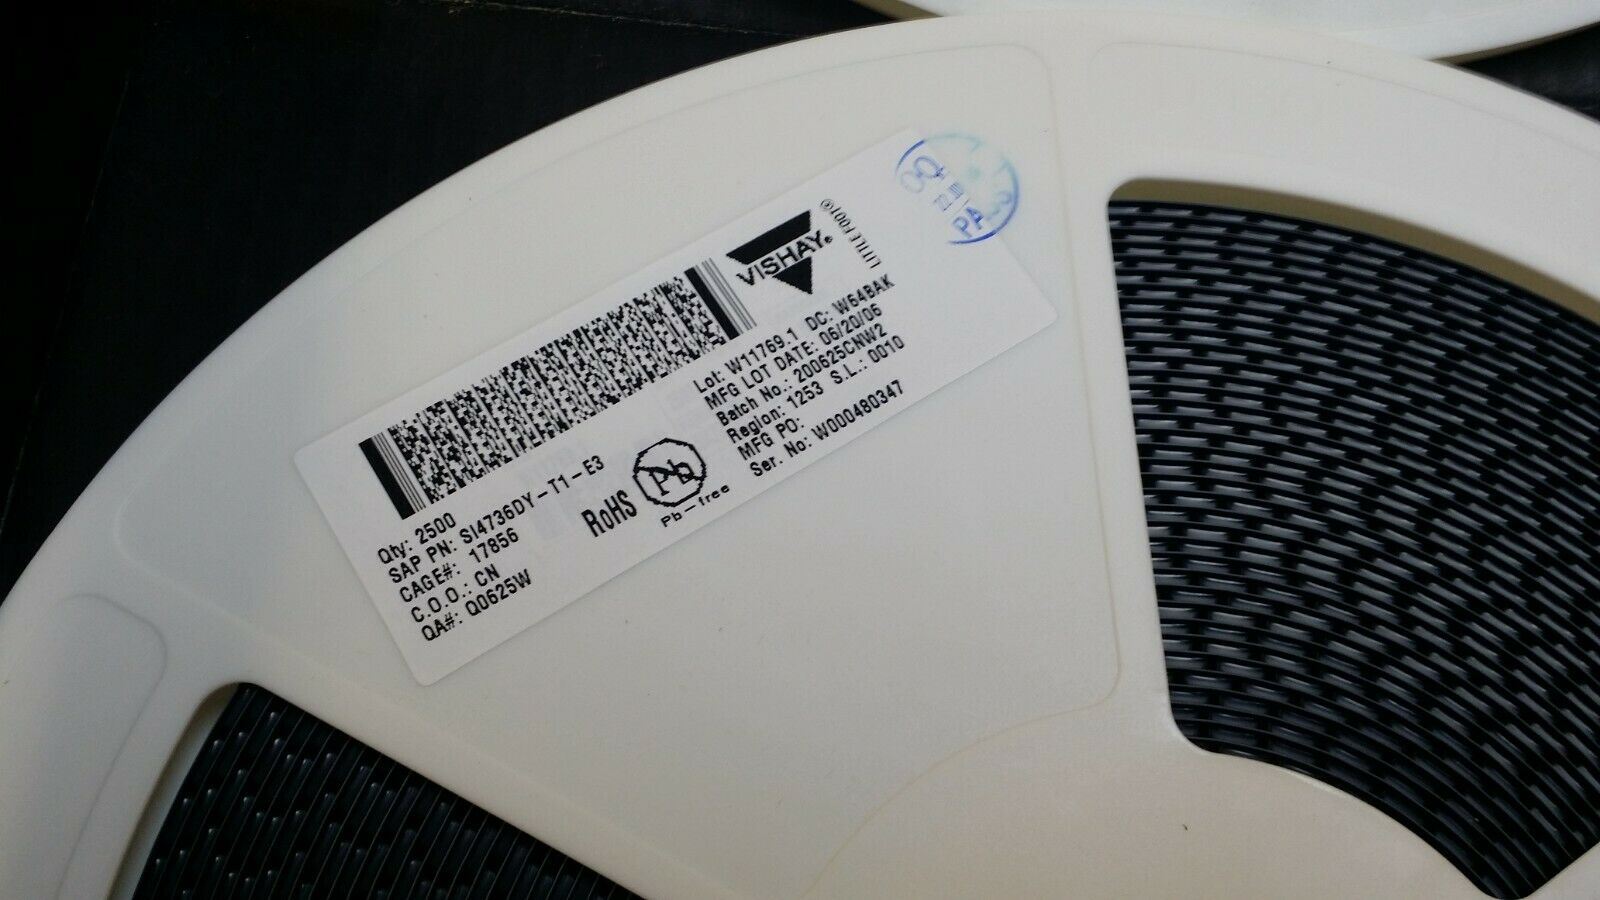 VISHAY®
LITTLE FOOT®
Qty: 2500
SAP PN: SI4736DY-T1-E3
CAGE#: 17856
C.O.O.: CN
QA#: Q0625W
RoHS
Pb
Pb-free
Lot: W11769.1 DC: W64BAK
MFG LOT DATE: 06/20/06
Batch No.: 200625CNW2
Region: 1253 S.L.: 0010
MFG PO:
Ser. No: W000480347
PA